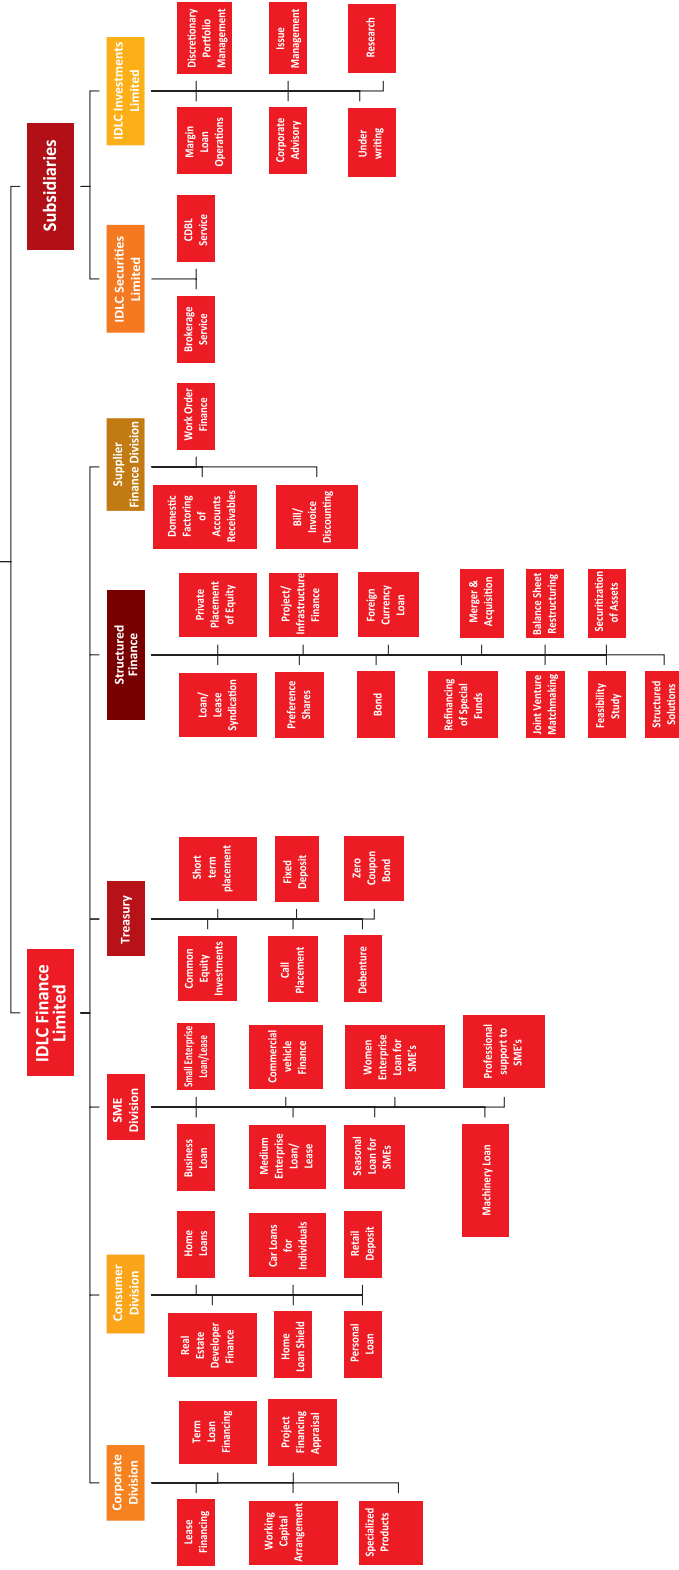 IDLC Finance
Limited
Subsidiaries
Corporate
Division
Consumer
Division
SME
Division
Treasury
Structured
Finance
Supplier
Finance Division
IDLC Securities
Limited
IDLC Investments
Limited
Lease
Financing
Term
Loan
Financing
Working
Capital
Arrangement
Project
Financing
Appraisal
Specialized
Products
Real
Estate
Developer
Finance
Home
Loans
Home
Loan Shield
Car Loans
for
Individuals
Personal
Loan
Retail
Deposit
Business
Loan
Small Enterprise
Loan/Lease
Medium
Enterprise
Loan/
Lease
Commercial
vehicle
Finance
Seasonal
Loan for
SMEs
Women
Enterprise
Loan for
SME's
Machinery Loan
Professional
support to
SME's
Common
Equity
Investments
Short
term
placement
Call
Placement
Fixed
Deposit
Debenture
Zero
Coupon
Bond
Loan/
Lease
Syndication
Private
Placement
of Equity
Preference
Shares
Project/
Infrastructure
Finance
Bond
Foreign
Currency
Loan
Refinancing
of Special
Funds
Merger &
Acquisition
Joint Venture
Matchmaking
Balance Sheet
Restructuring
Feasibility
Study
Securitization
of Assets
Structured
Solutions
Domestic
Factoring
of
Accounts
Receivables
Work Order
Finance
Bill/
Invoice
Discounting
Brokerage
Service
CDBL
Service
Margin
Loan
Operations
Discretionary
Portfolio
Management
Corporate
Advisory
Issue
Management
Under
writing
Research